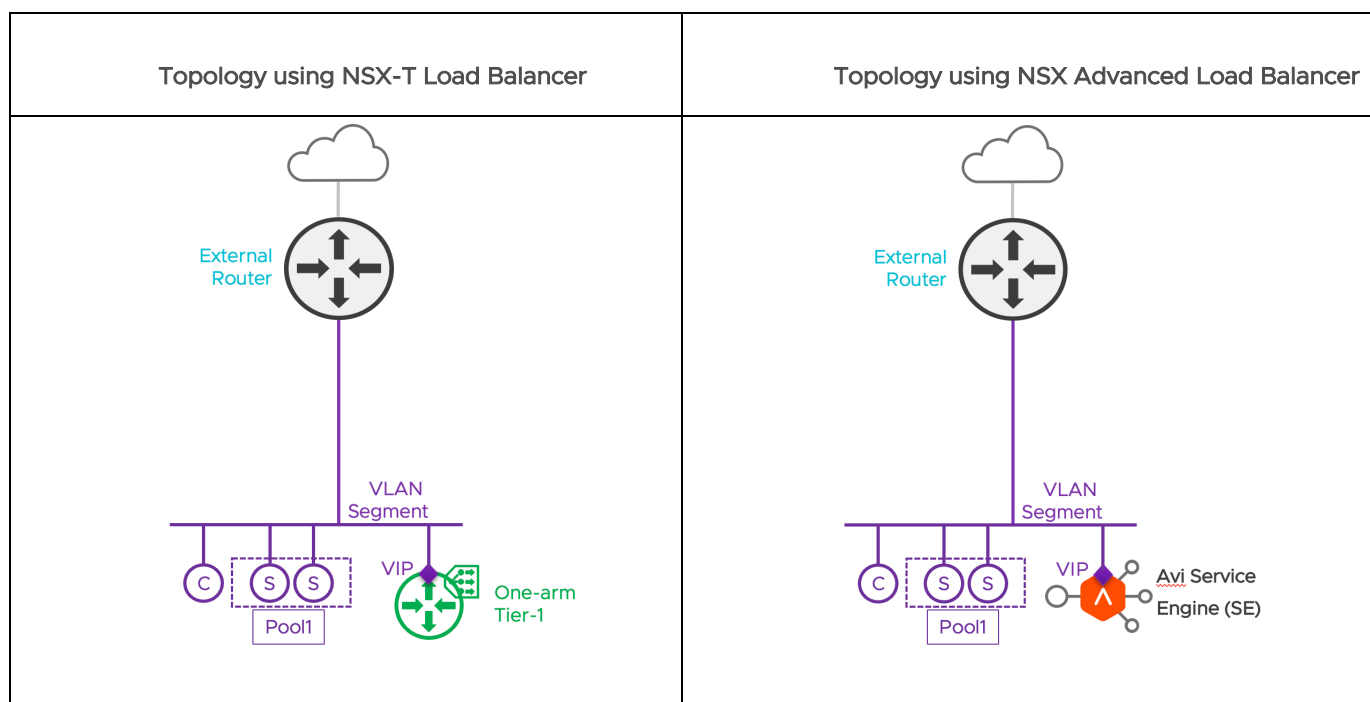 Topology using NSX-T Load Balancer
Topology using NSX Advanced Load Balancer
External
Router
VLAN
Segment
C
S
S
VIP
One-arm
Tier-1
Pool1
External
Router
VLAN
Segment
C
S
S
VIP
Avi Service
Engine (SE)
Pool1